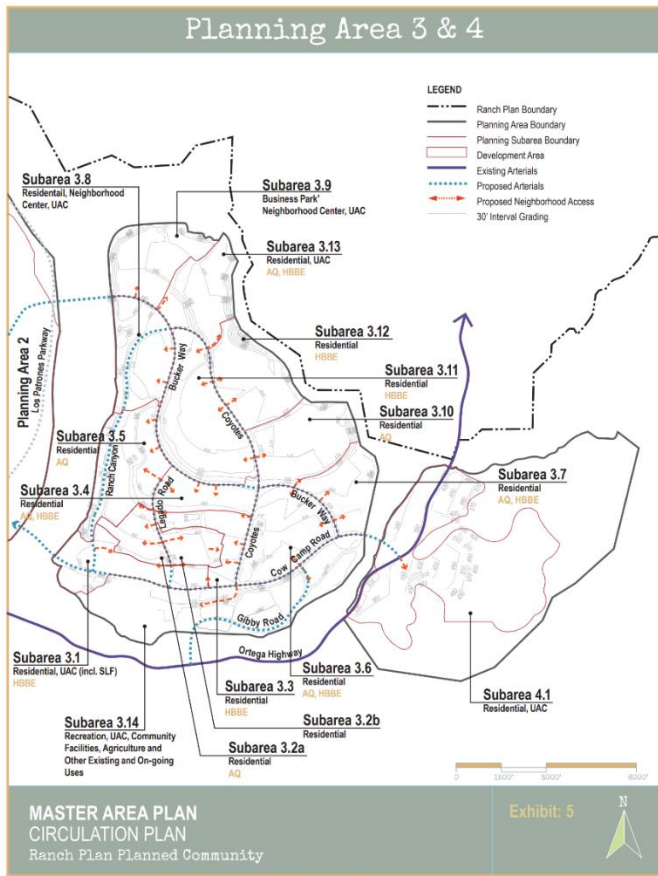 Planning Area 3 & 4
LEGEND
Ranch Plan Boundary
Planning Area Boundary
Planning Subarea Boundary
Development Area
Existing Arterials
Proposed Arterials
Proposed Neighborhood Access
30' Interval Grading
Subarea 3.8
Residentail, Neighborhood
Center, UAC
Subarea 3.9
Business Park'
Neighborhood Center, UAC
Subarea 3.13
Residential, UAC
AQ, HBBE
Subarea 3.12
Residential
HBBE
Subarea 3.11
Residential
HBBE
Subarea 3.10
Residential
AQ
Planning Area 2
Los Patrones Parkway
Bucker Way
Coyotes
Subarea 3.5
Residential
AQ
Ranch Canyon
Subarea 3.7
Residential
AQ, HBBE
Subarea 3.4
Residential
AQ, HBBE
Legado Road
Bucker Way
Coyotes
Cow Camp Road
Gibby Road
Ortega Highway
Subarea 3.1
Residential, UAC (incl. SLF)
HBBE
Subarea 3.3
Residential
HBBE
Subarea 3.6
Residential
AQ, HBBE
Subarea 3.2b
Residential
Subarea 4.1
Residential, UAC
Subarea 3.14
Recreation, UAC, Community
Facilities, Agriculture and
Other Existing and On-going
Uses
Subarea 3.2a
Residential
AQ
0 1500' 3000' 6000'
MASTER AREA PLAN
CIRCULATION PLAN
Ranch Plan Planned Community
Exhibit: 5
N